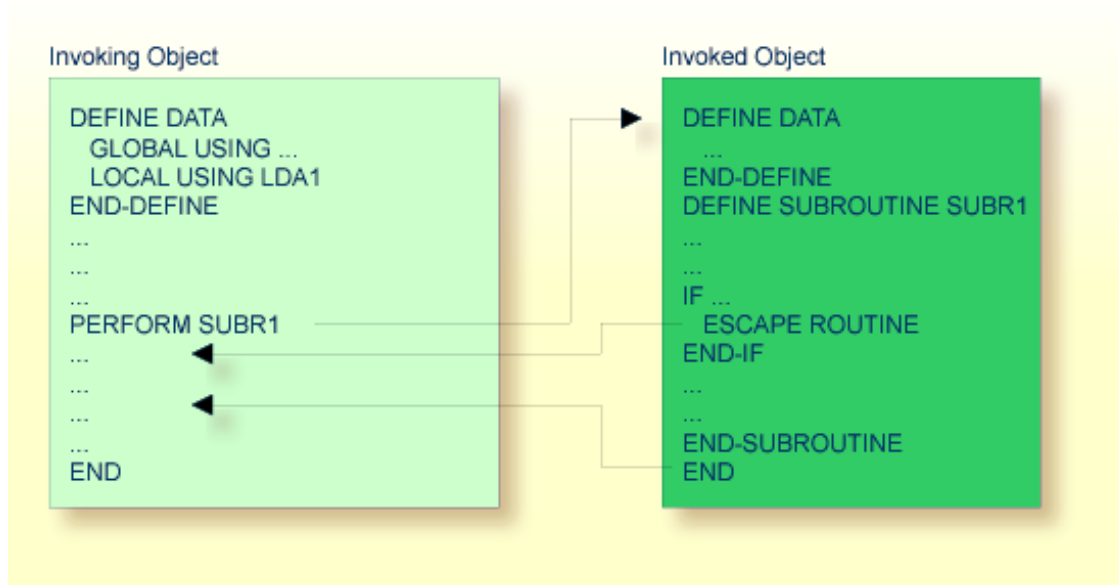 Invoking Object
DEFINE DATA
GLOBAL USING ...
LOCAL USING LDA1
END-DEFINE
...
...
...
PERFORM SUBR1
...
...
...
...
END
Invoked Object
DEFINE DATA
...
END-DEFINE
DEFINE SUBROUTINE SUBR1
...
...
IF ...
ESCAPE ROUTINE
END-IF
...
...
END-SUBROUTINE
END